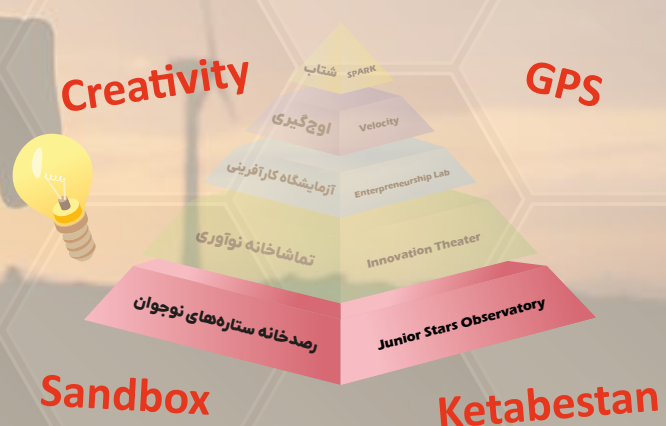 Creativity
GPS
شتاب
SPARK
اوج‌گیری
Velocity
آزمایشگاه کارآفرینی
Enterpreneurship Lab
تماشاخانه نوآوری
Innovation Theater
رصدخانه ستاره‌های نوجوان
Junior Stars Observatory
Sandbox
Ketabestan